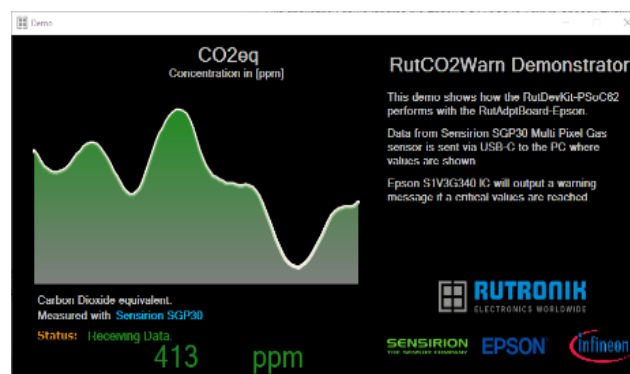 Demo
CO2eq
Concentration in [ppm]
RutCO2Warn Demonstrator
This demo shows how the RutDevKit-PSoC62
performs with the RutAdptBoard-Epson.
Data from Sensirion SGP30 Multi Pixel Gas
sensor is sent via USB-C to the PC where
values are shown
Epson S1V3G340 IC will output a warning
message if a critical values are reached
Carbon Dioxide equivalent.
Measured with Sensirion SGP30
Status: Receiving Data.
413 ppm
RUTRONIK
ELECTRONICS WORLDWIDE
SENSIRION
THE SENSOR COMPANY
EPSON
infineon